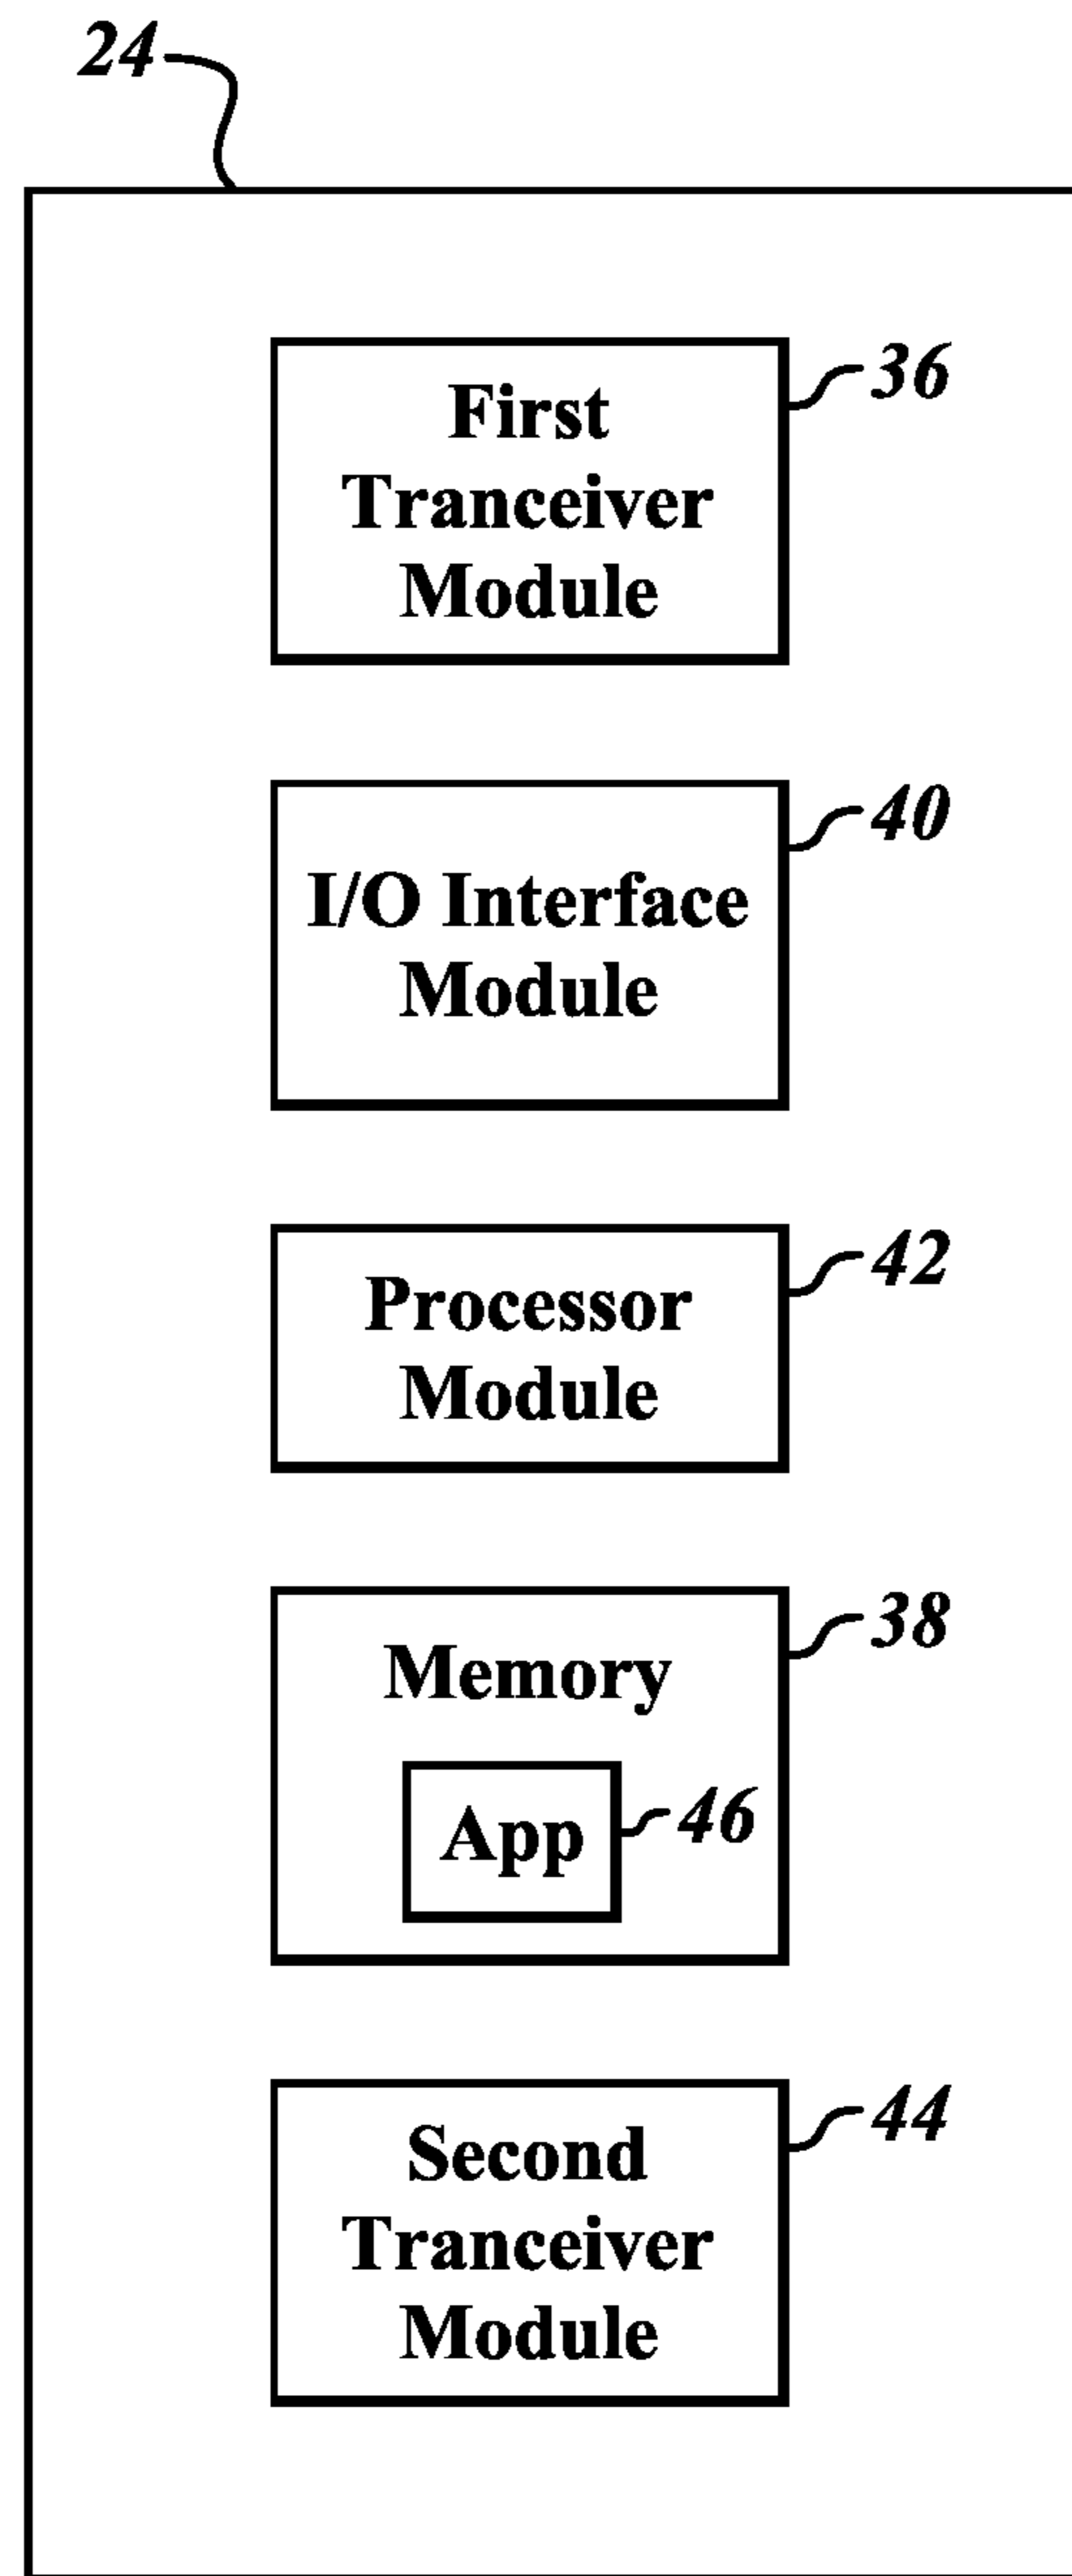 24
First
Tranceiver
Module
36
I/O Interface
Module
40
Processor
Module
42
Memory
38
App
46
Second
Tranceiver
Module
44